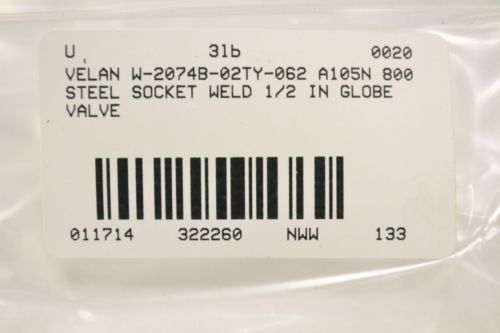 U, 3lb 0020
VELAN W-2074B-02TY-062 A105N 800
STEEL SOCKET WELD 1/2 IN GLOBE
VALVE
011714 322260 NWW 133